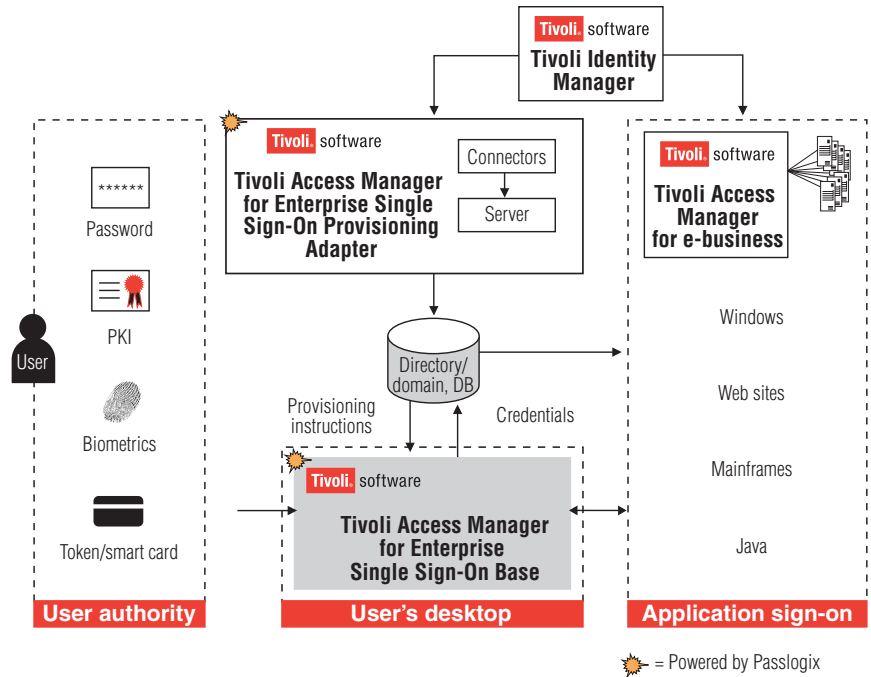 Tivoli® software
Tivoli Identity
Manager
Tivoli® software
Tivoli Access Manager
for Enterprise Single
Sign-On Provisioning
Adapter
Connectors
Server
Tivoli® software
Tivoli Access
Manager
for e-business
******
Password
PKI
User
Biometrics
Token/smart card
User authority
Directory/
domain, DB
Provisioning
instructions
Credentials
Tivoli® software
Tivoli Access Manager
for Enterprise
Single Sign-On Base
User’s desktop
Windows
Web sites
Mainframes
Java
Application sign-on
= Powered by Passlogix